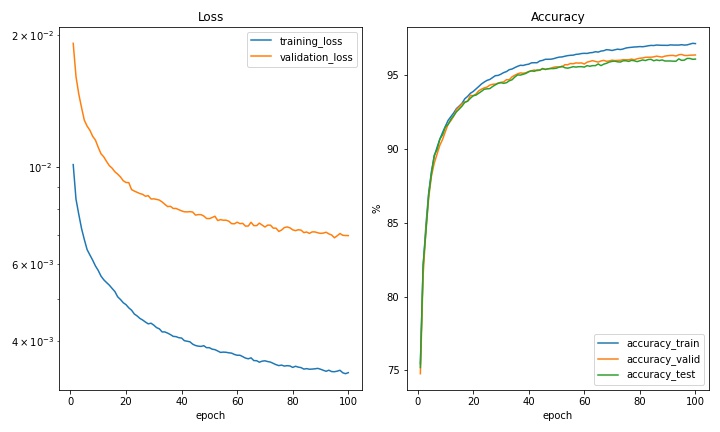 Loss
Accuracy
2 × 10⁻²
10⁻²
6 × 10⁻³
4 × 10⁻³
training_loss
validation_loss
0 20 40 60 80 100
epoch
%
95
90
85
80
75
accuracy_train
accuracy_valid
accuracy_test
0 20 40 60 80 100
epoch